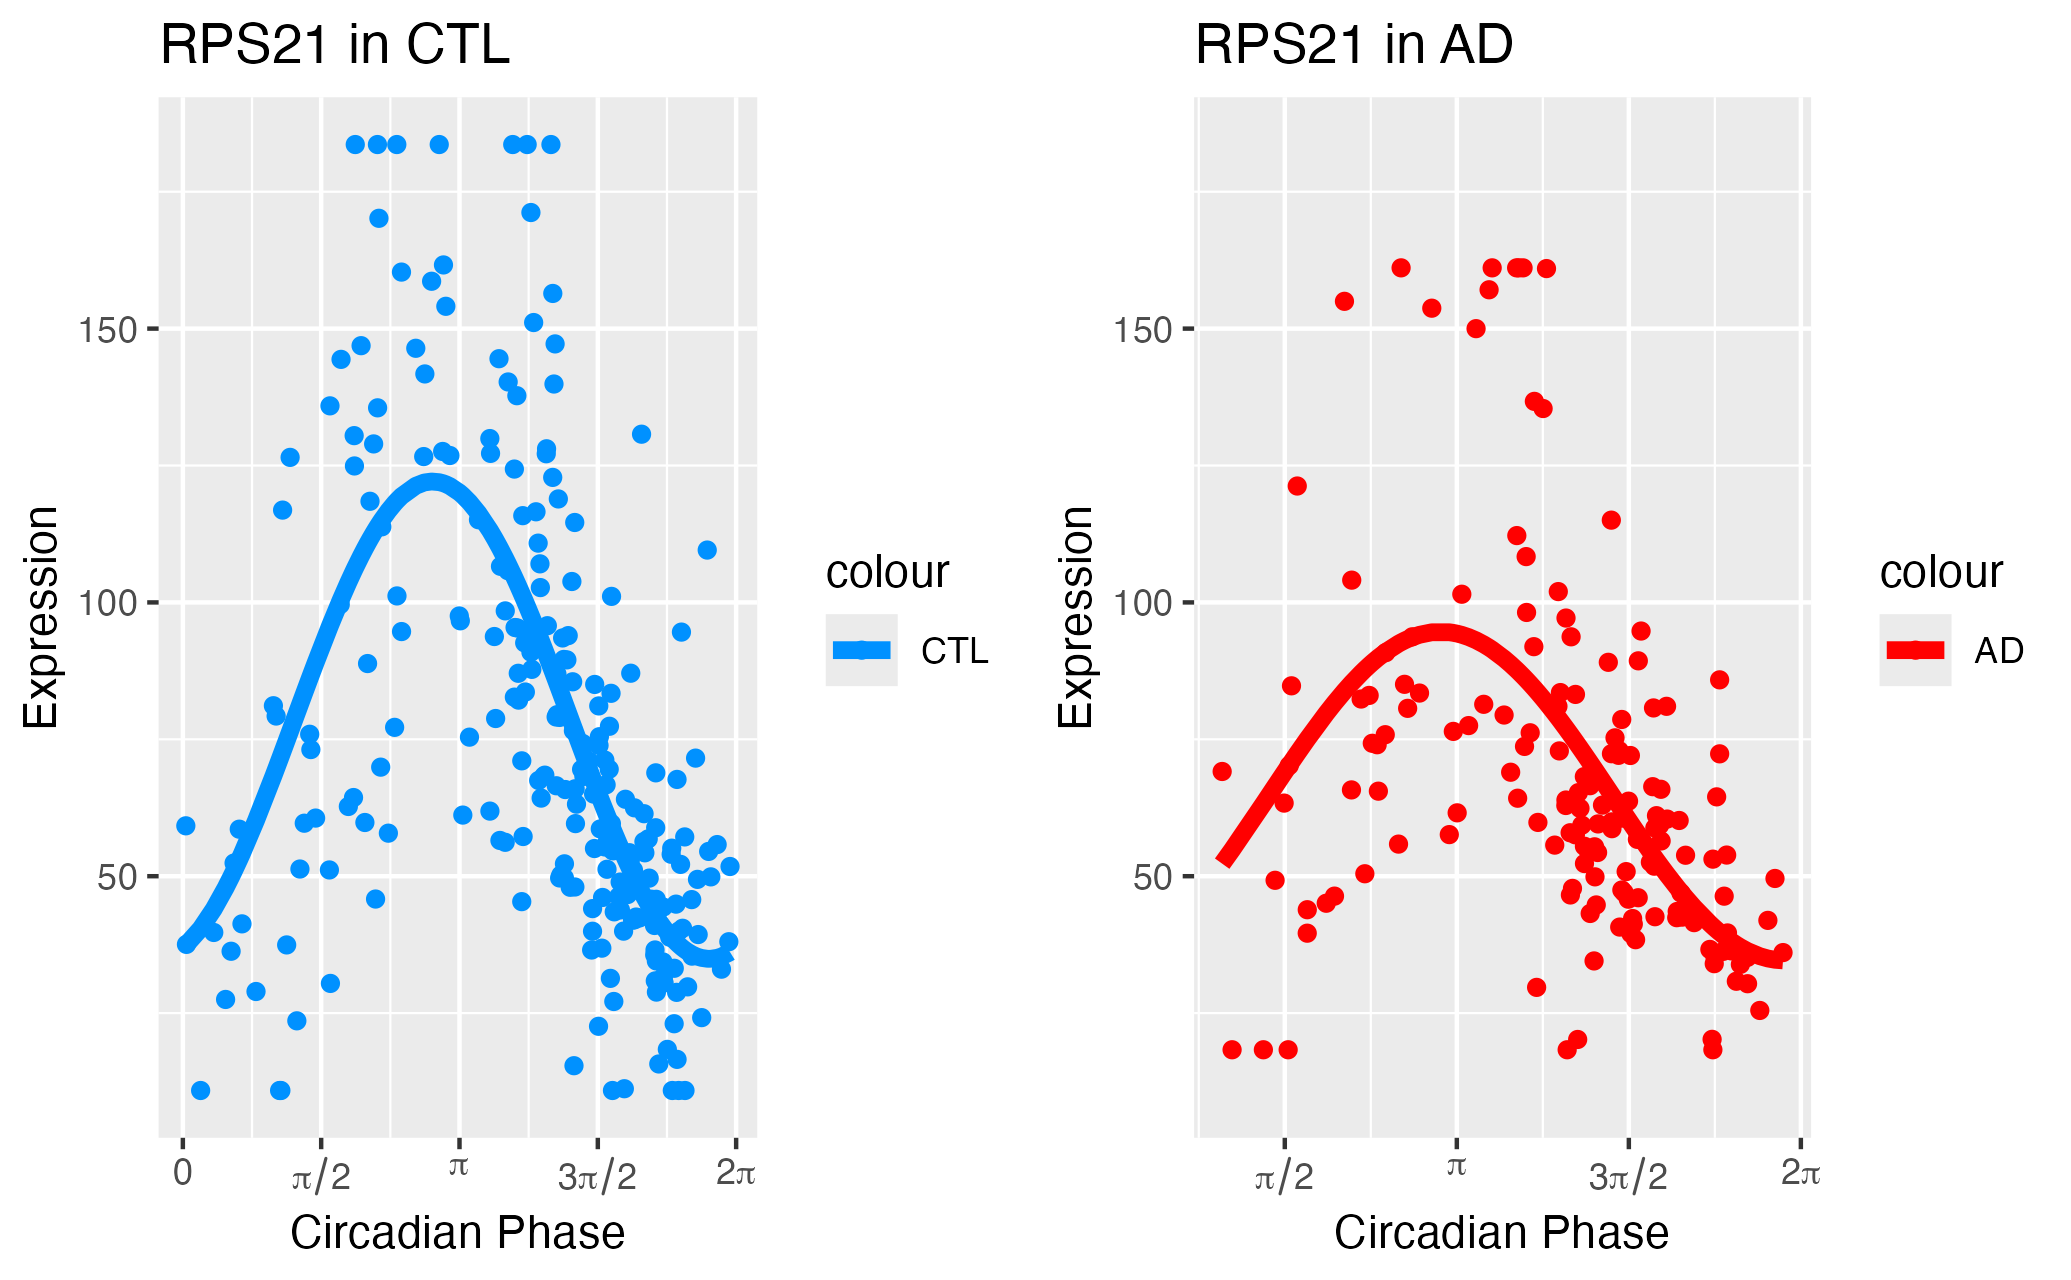 RPS21 in CTL
Expression
150
100
50
0
π/2
π
3π/2
2π
Circadian Phase
colour
CTL
RPS21 in AD
Expression
150
100
50
π/2
π
3π/2
2π
Circadian Phase
colour
AD